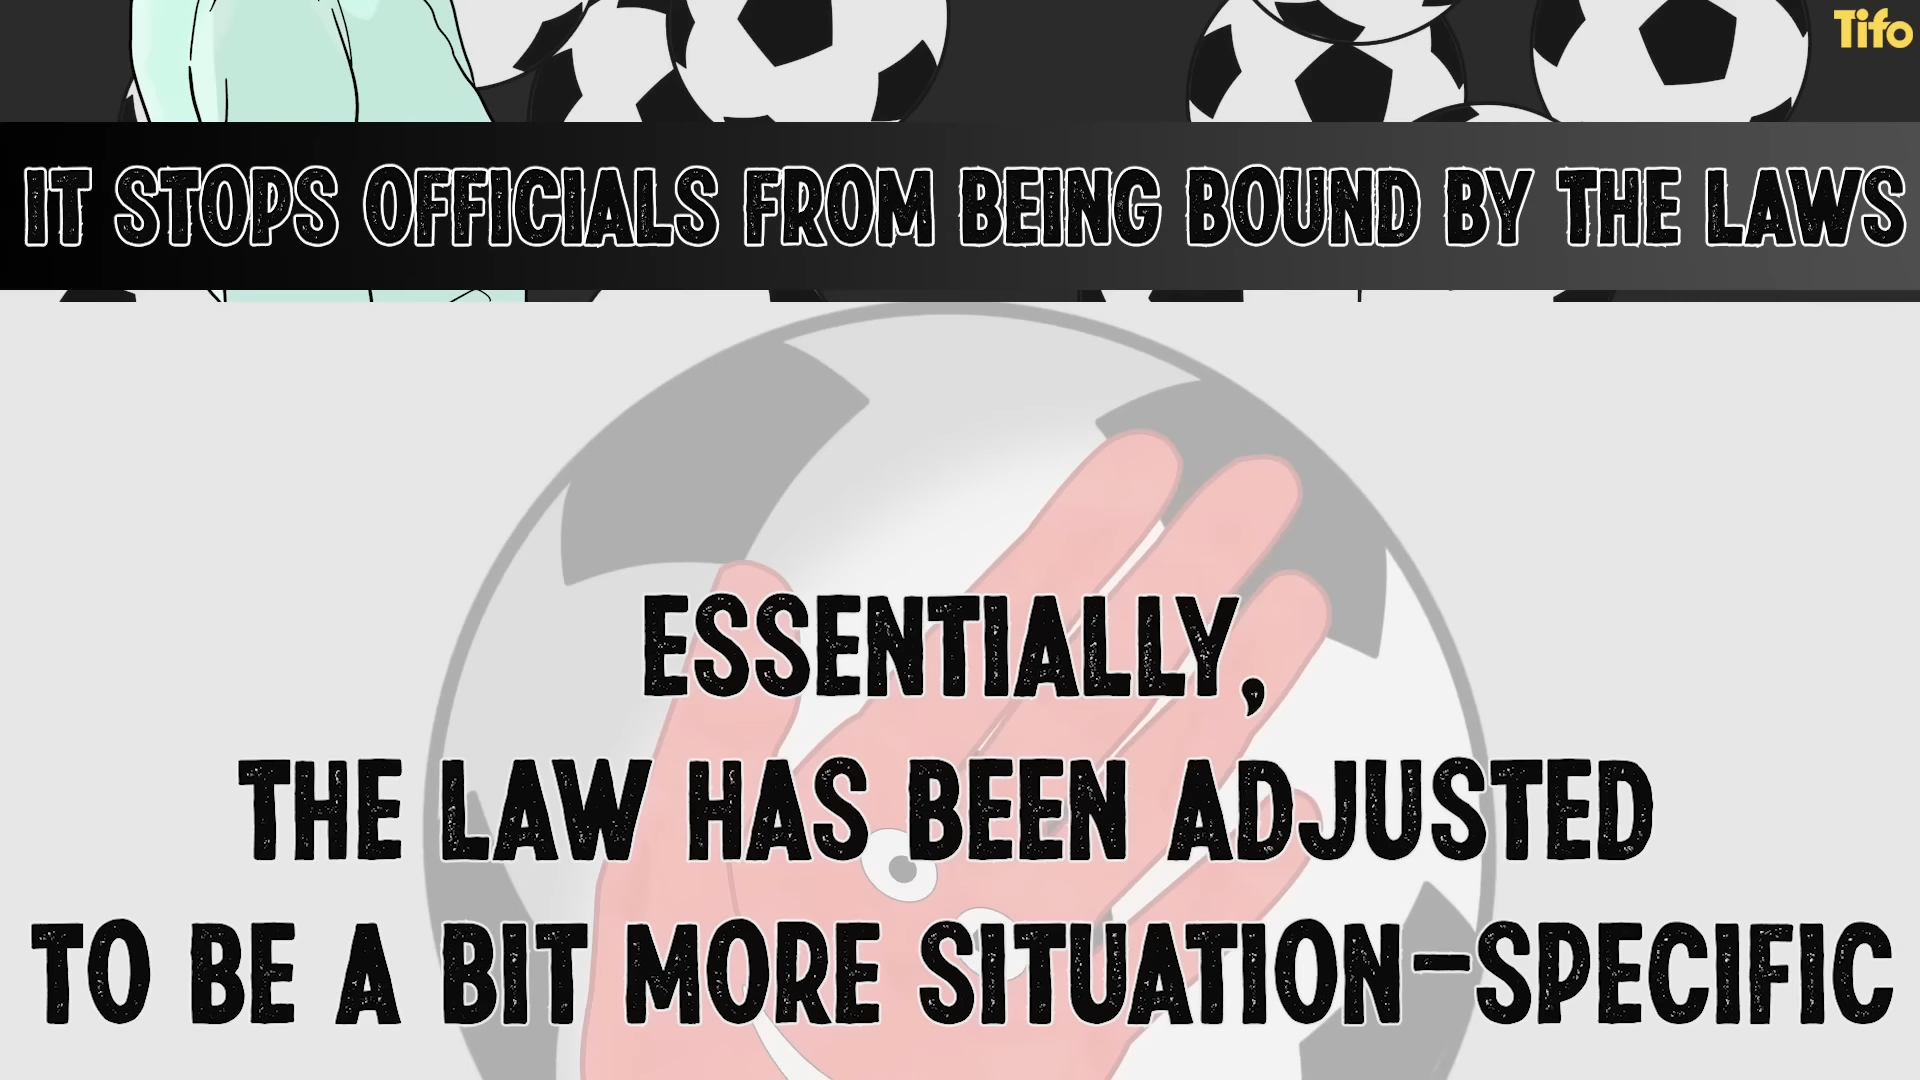 Tifo
IT STOPS OFFICIALS FROM BEING BOUND BY THE LAWS
ESSENTIALLY,
THE LAW HAS BEEN ADJUSTED
TO BE A BIT MORE SITUATION-SPECIFIC